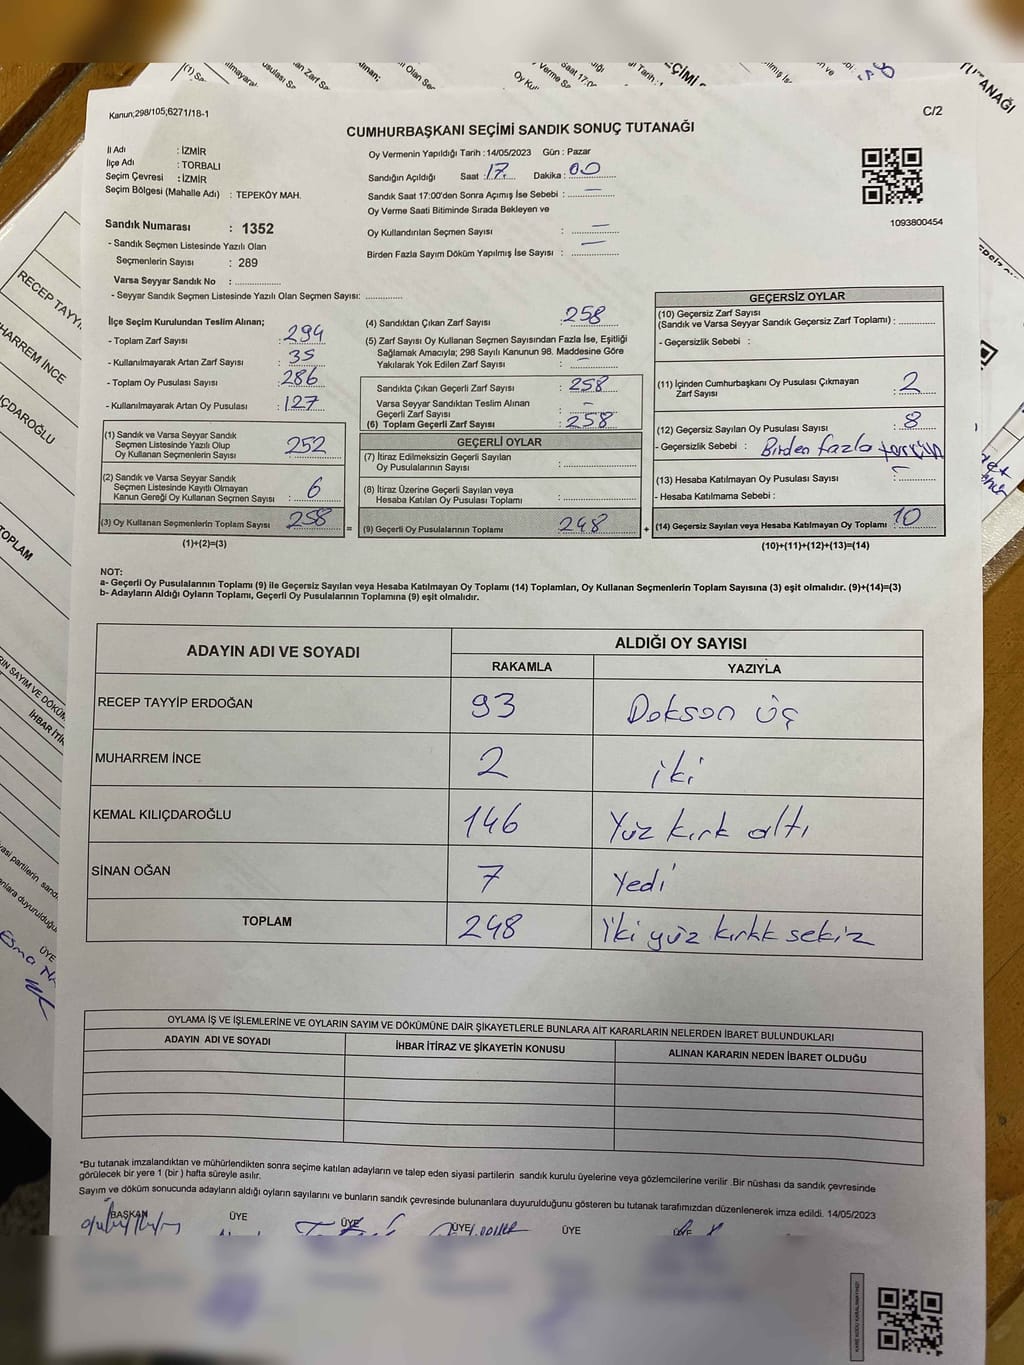 Kanun;298/105;6271/18-1
C/2
CUMHURBAŞKANI SEÇİMİ SANDIK SONUÇ TUTANAĞI
İl Adı : İZMİR
İlçe Adı : TORBALI
Seçim Çevresi : İZMİR
Seçim Bölgesi (Mahalle Adı) : TEPEKÖY MAH.
Sandık Numarası : 1352
- Sandık Seçmen Listesinde Yazılı Olan
Seçmenlerin Sayısı : 289
Varsa Seyyar Sandık No : ..............
- Seyyar Sandık Seçmen Listesinde Yazılı Olan Seçmen Sayısı: ............
Oy Vermenin Yapıldığı Tarih :14/05/2023 Gün : Pazar
Sandığın Açıldığı Saat : 17 Dakika : 00
Sandık Saat 17:00'den Sonra Açımış İse Sebebi : —
Oy Verme Saati Bitiminde Sırada Bekleyen ve
Oy Kullandırılan Seçmen Sayısı : —
Birden Fazla Sayım Döküm Yapılmış İse Sayısı : —
1093800454
İlçe Seçim Kurulundan Teslim Alınan;
- Toplam Zarf Sayısı : 294
- Kullanılmayarak Artan Zarf Sayısı : 35
- Toplam Oy Pusulası Sayısı : 286
- Kullanılmayarak Artan Oy Pusulası : 127
(1) Sandık ve Varsa Seyyar Sandık
Seçmen Listesinde Yazılı Olup
Oy Kullanan Seçmenlerin Sayısı : 252
(2) Sandık ve Varsa Seyyar Sandık
Seçmen Listesinde Kayıtlı Olmayan
Kanun Gereği Oy Kullanan Seçmen Sayısı : 6
(3) Oy Kullanan Seçmenlerin Toplam Sayısı 258
(1)+(2)=(3)
(4) Sandıktan Çıkan Zarf Sayısı : 258
(5) Zarf Sayısı Oy Kullanan Seçmen Sayısından Fazla İse, Eşitliği
Sağlamak Amacıyla; 298 Sayılı Kanunun 98. Maddesine Göre
Yakılarak Yok Edilen Zarf Sayısı : —
Sandıkta Çıkan Geçerli Zarf Sayısı : 258
Varsa Seyyar Sandıktan Teslim Alınan
Geçerli Zarf Sayısı : —
(6) Toplam Geçerli Zarf Sayısı : 258
GEÇERLİ OYLAR
(7) İtiraz Edilmeksizin Geçerli Sayılan
Oy Pusulalarının Sayısı : ..................
(8) İtiraz Üzerine Geçerli Sayılan veya
Hesaba Katılan Oy Pusulası Toplamı : ..................
= (9) Geçerli Oy Pusulalarının Toplamı 248 +
GEÇERSİZ OYLAR
(10) Geçersiz Zarf Sayısı
(Sandık ve Varsa Seyyar Sandık Geçersiz Zarf Toplamı) : ............
- Geçersizlik Sebebi :
(11) İçinden Cumhurbaşkanı Oy Pusulası Çıkmayan
Zarf Sayısı : 2
(12) Geçersiz Sayılan Oy Pusulası Sayısı : 8
- Geçersizlik Sebebi : Birden fazla tercih
(13) Hesaba Katılmayan Oy Pusulası Sayısı : —
- Hesaba Katılmama Sebebi :
(14) Geçersiz Sayılan veya Hesaba Katılmayan Oy Toplamı : 10
(10)+(11)+(12)+(13)=(14)
NOT:
a- Geçerli Oy Pusulalarının Toplamı (9) ile Geçersiz Sayılan veya Hesaba Katılmayan Oy Toplamı (14) Toplamları, Oy Kullanan Seçmenlerin Toplam Sayısına (3) eşit olmalıdır. (9)+(14)=(3)
b- Adayların Aldığı Oyların Toplamı, Geçerli Oy Pusulalarının Toplamına (9) eşit olmalıdır.
ADAYIN ADI VE SOYADI ALDIĞI OY SAYISI
RAKAMLA YAZIYLA
RECEP TAYYİP ERDOĞAN 93 Dokson üç
MUHARREM İNCE 2 iki
KEMAL KILIÇDAROĞLU 146 Yüz kırk altı
SİNAN OĞAN 7 Yedi
TOPLAM 248 İki yüz kırkk sekiz
OYLAMA İŞ VE İŞLEMLERİNE VE OYLARIN SAYIM VE DÖKÜMÜNE DAİR ŞİKAYETLERLE BUNLARA AİT KARARLARIN NELERDEN İBARET BULUNDUKLARI
ADAYIN ADI VE SOYADI İHBAR İTİRAZ VE ŞİKAYETİN KONUSU ALINAN KARARIN NEDEN İBARET OLDUĞU
*Bu tutanak imzalandıktan ve mühürlendikten sonra seçime katılan adayların ve talep eden siyasi partilerin sandık kurulu üyelerine veya gözlemcilerine verilir .Bir nüshası da sandık çevresinde
görülecek bir yere 1 (bir ) hafta süreyle asılır.
Sayım ve döküm sonucunda adayların aldığı oyların sayılarını ve bunların sandık çevresinde bulunanlara duyurulduğunu gösteren bu tutanak tarafımızdan düzenlenerek imza edildi. 14/05/2023
BAŞKAN ÜYE ÜYE ÜYE ÜYE ÜYE
RECEP TAYYİ
HARREM İNCE
IÇDAROĞLU
TOPLAM